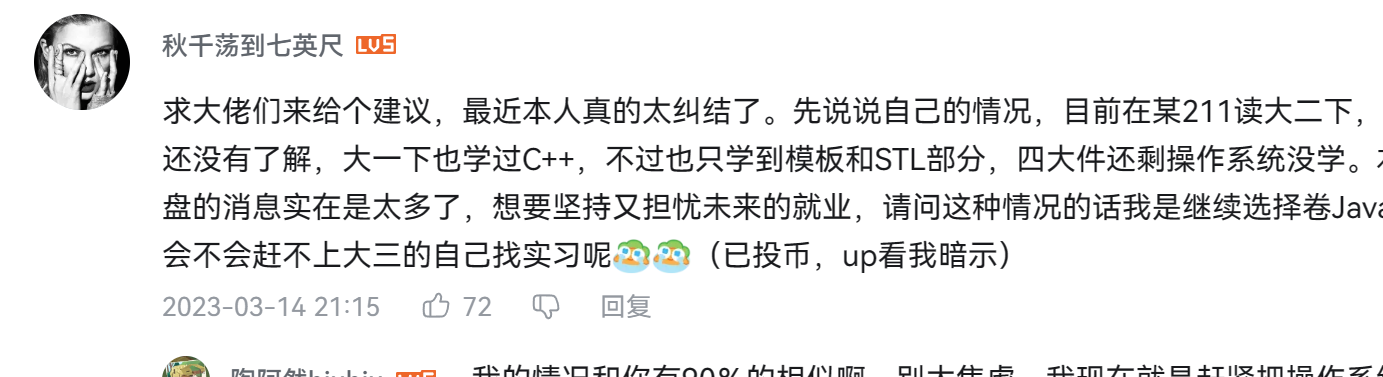 秋千荡到七英尺 LV5
求大佬们来给个建议，最近本人真的太纠结了。先说说自己的情况，目前在某211读大二下，
还没有了解，大一下也学过C++，不过也只学到模板和STL部分，四大件还剩操作系统没学。
盘的消息实在是太多了，想要坚持又担忧未来的就业，请问这种情况的话我是继续选择卷Java
会不会赶不上大三的自己找实习呢（已投币，up看我暗示）
2023-03-14 21:15 72 回复
我的情况和你有90%的相似啊，别太焦虑，我现在就是赶紧把操作系统